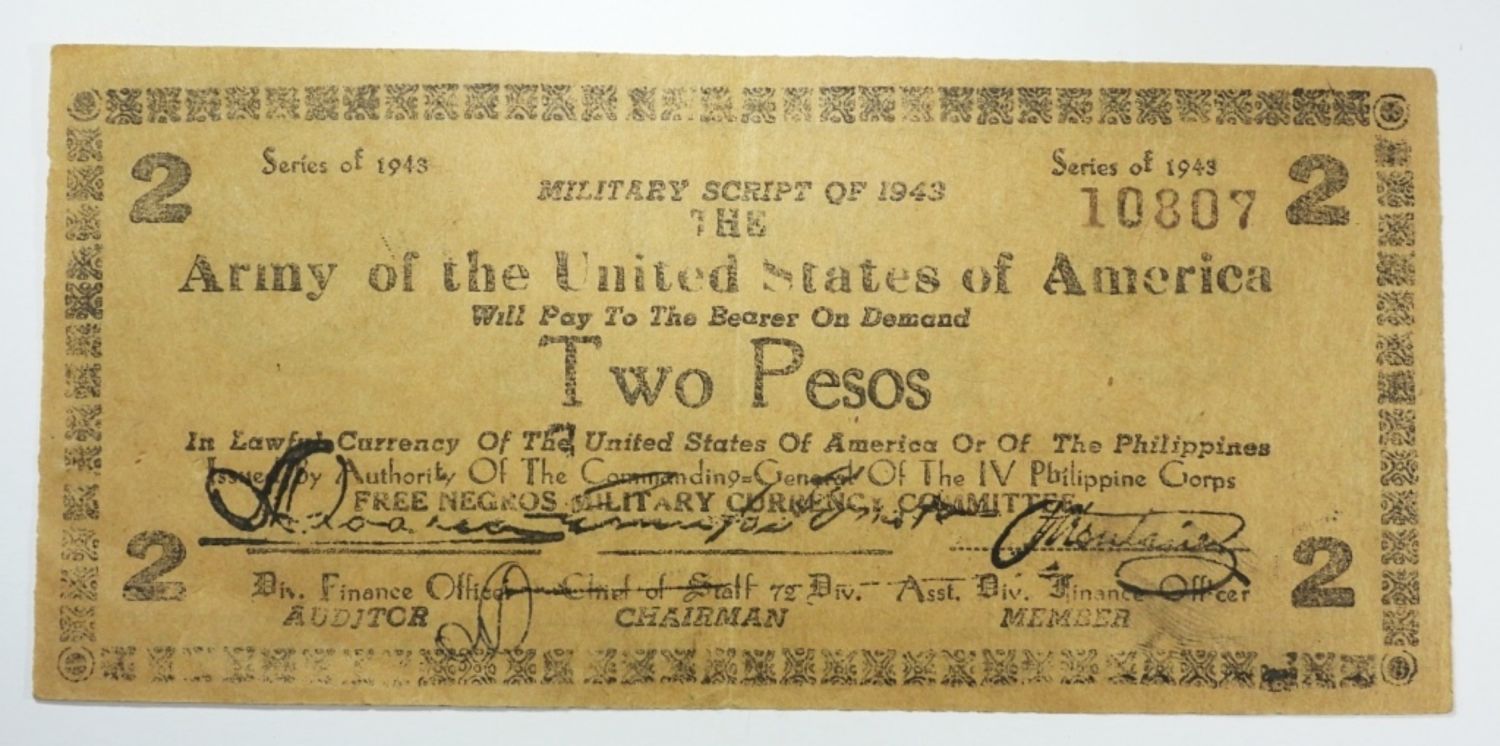 Series of 1943
Series of 1943
2
MILITARY SCRIPT OF 1943
10807
2
THE
Army of the United States of America
Will Pay To The Bearer On Demand
Two Pesos
In Lawful Currency Of The United States Of America Or Of The Philippines
Issued by Authority Of The Commanding=General Of The IV Philippine Corps
FREE NEGROS MILITARY CURRENCY COMMITTEE
2
Div. Finance Officer Chief of Staff 72 Div. Asst. Div. Finance Officer
2
AUDITOR CHAIRMAN MEMBER